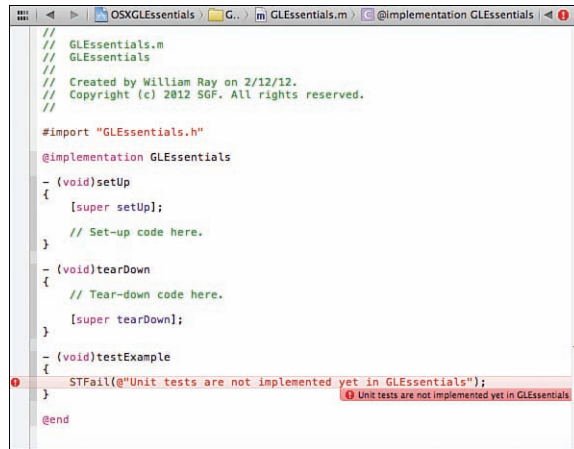 OSXGLEssentials G.. m GLEssentials.m C @implementation GLEssentials
//
// GLEssentials.m
// GLEssentials
//
// Created by William Ray on 2/12/12.
// Copyright (c) 2012 SGF. All rights reserved.
//
#import "GLEssentials.h"
@implementation GLEssentials
- (void)setUp
{
[super setUp];
// Set-up code here.
}
- (void)tearDown
{
// Tear-down code here.
[super tearDown];
}
- (void)testExample
{
STFail(@"Unit tests are not implemented yet in GLEssentials");
}
Unit tests are not implemented yet in GLEssentials
@end